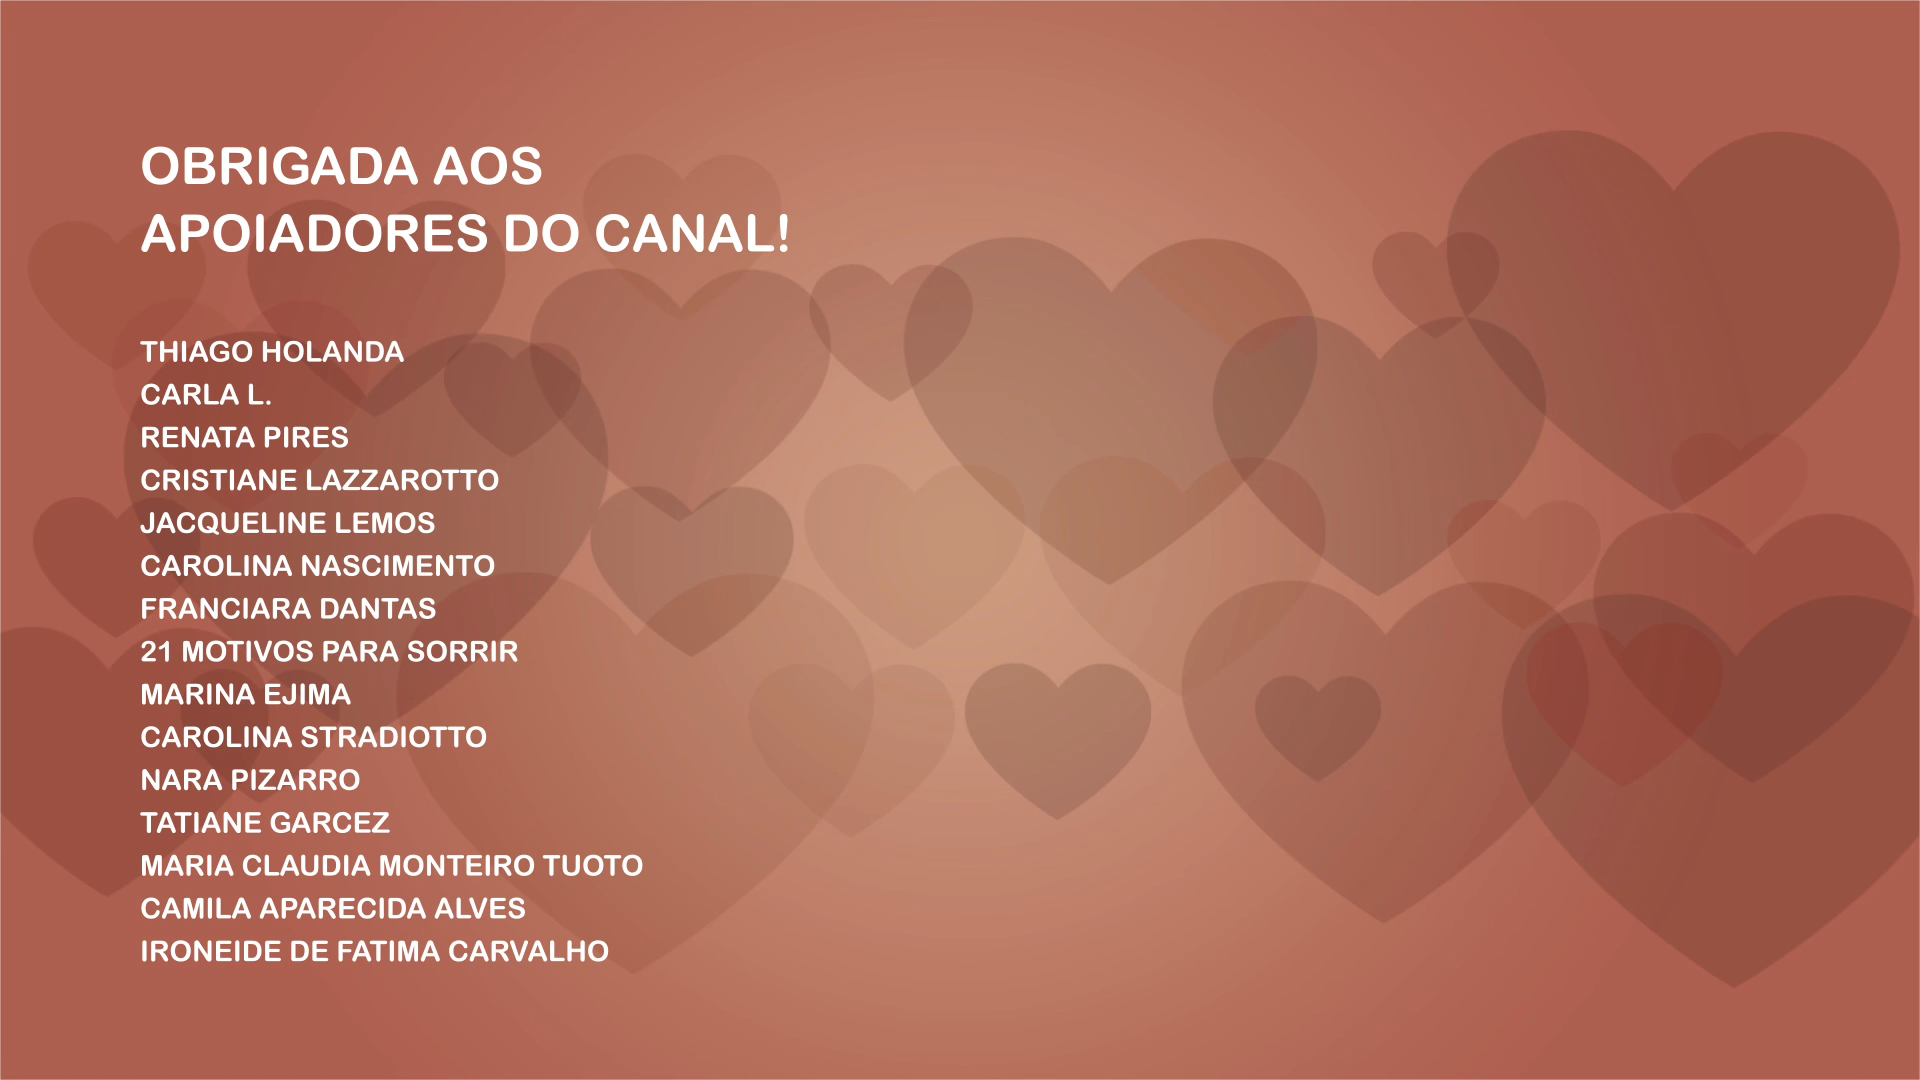 OBRIGADA AOS
APOIADORES DO CANAL!
THIAGO HOLANDA
CARLA L.
RENATA PIRES
CRISTIANE LAZZAROTTO
JACQUELINE LEMOS
CAROLINA NASCIMENTO
FRANCIARA DANTAS
21 MOTIVOS PARA SORRIR
MARINA EJIMA
CAROLINA STRADIOTTO
NARA PIZARRO
TATIANE GARCEZ
MARIA CLAUDIA MONTEIRO TUOTO
CAMILA APARECIDA ALVES
IRONEIDE DE FATIMA CARVALHO